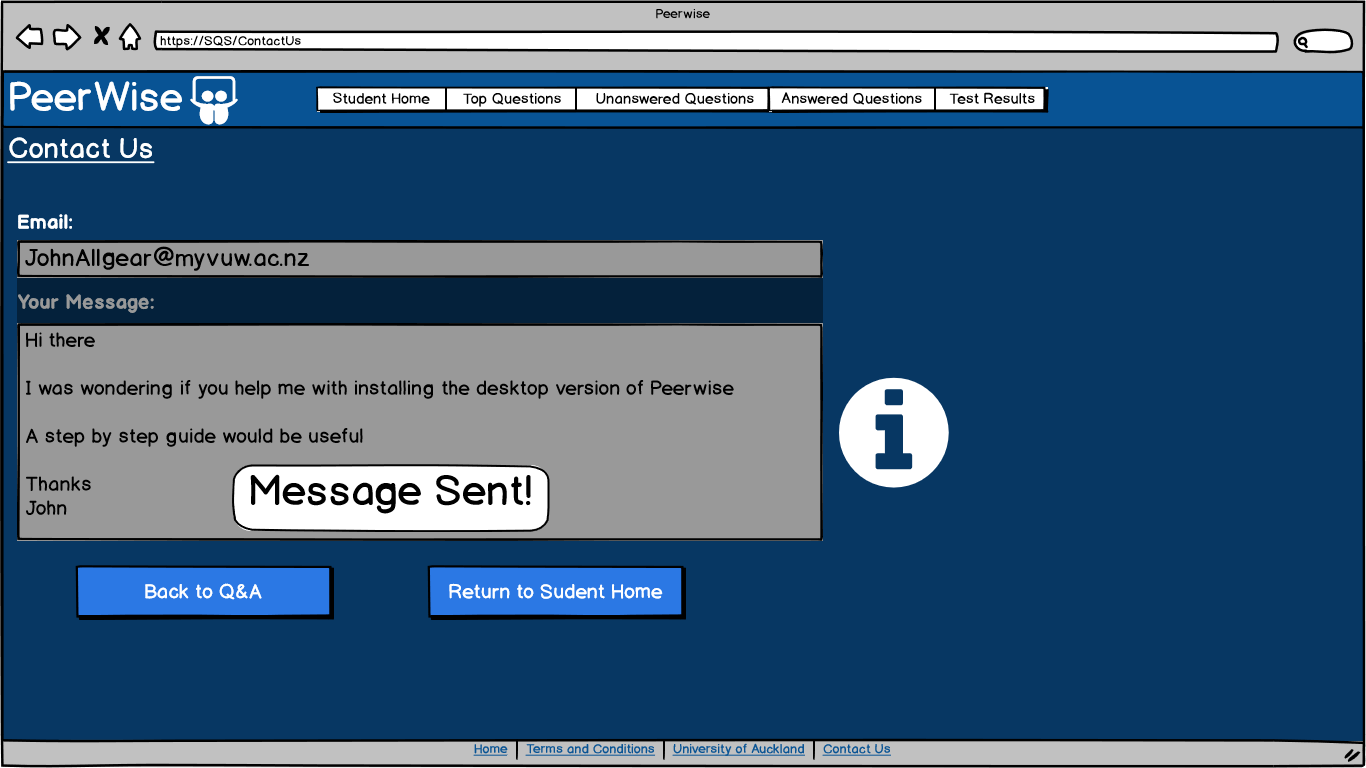 Peerwise
https://SQS/ContactUs
PeerWise
Student Home Top Questions Unanswered Questions Answered Questions Test Results
Contact Us
Email:
JohnAllgear@myvuw.ac.nz
Your Message:
Hi there
I was wondering if you help me with installing the desktop version of Peerwise
A step by step guide would be useful
Thanks
John
Message Sent!
Back to Q&A Return to Sudent Home
Home Terms and Conditions University of Auckland Contact Us